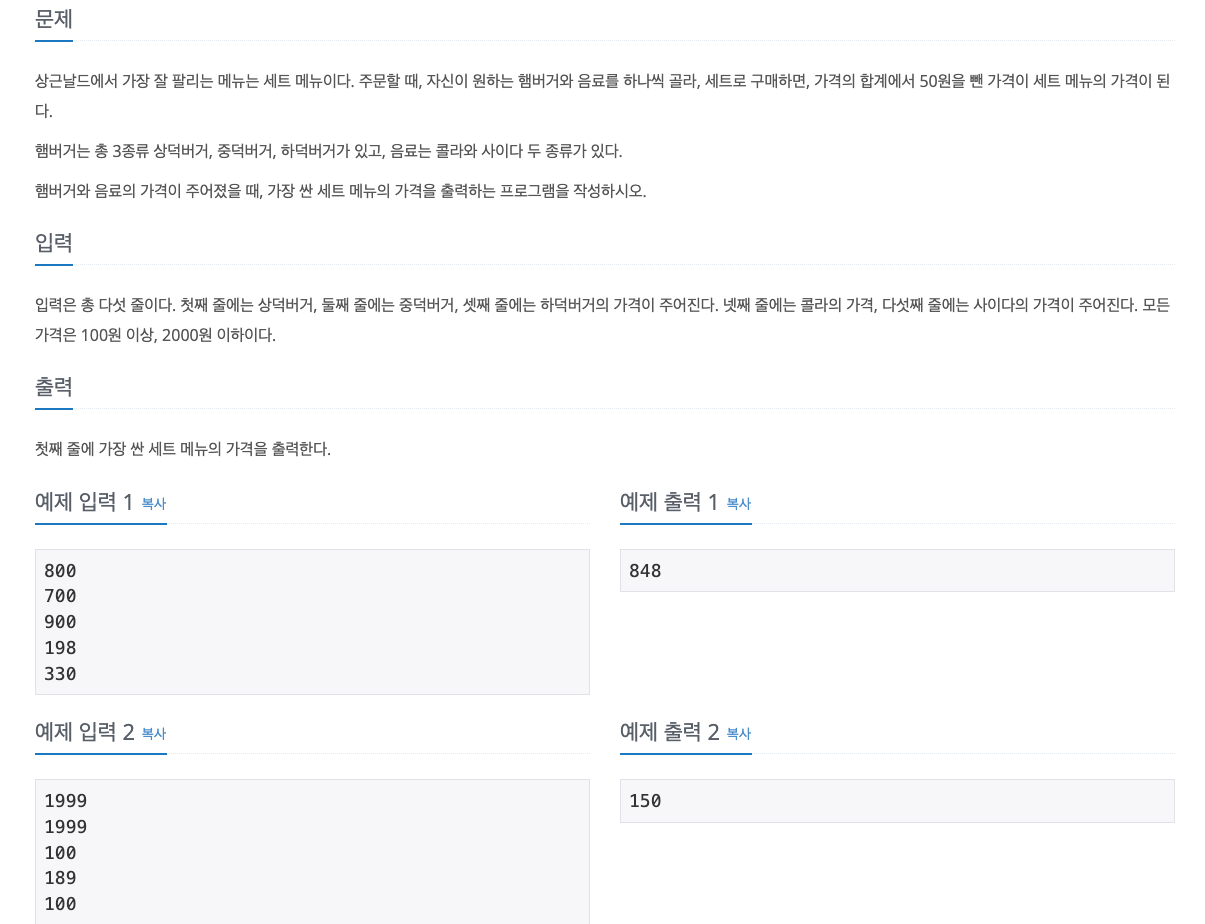 문제
상근날드에서 가장 잘 팔리는 메뉴는 세트 메뉴이다. 주문할 때, 자신이 원하는 햄버거와 음료를 하나씩 골라, 세트로 구매하면, 가격의 합계에서 50원을 뺀 가격이 세트 메뉴의 가격이 된
다.
햄버거는 총 3종류 상덕버거, 중덕버거, 하덕버거가 있고, 음료는 콜라와 사이다 두 종류가 있다.
햄버거와 음료의 가격이 주어졌을 때, 가장 싼 세트 메뉴의 가격을 출력하는 프로그램을 작성하시오.
입력
입력은 총 다섯 줄이다. 첫째 줄에는 상덕버거, 둘째 줄에는 중덕버거, 셋째 줄에는 하덕버거의 가격이 주어진다. 넷째 줄에는 콜라의 가격, 다섯째 줄에는 사이다의 가격이 주어진다. 모든
가격은 100원 이상, 2000원 이하이다.
출력
첫째 줄에 가장 싼 세트 메뉴의 가격을 출력한다.
예제 입력 1 복사
800
700
900
198
330
예제 출력 1 복사
848
예제 입력 2 복사
1999
1999
100
189
100
예제 출력 2 복사
150